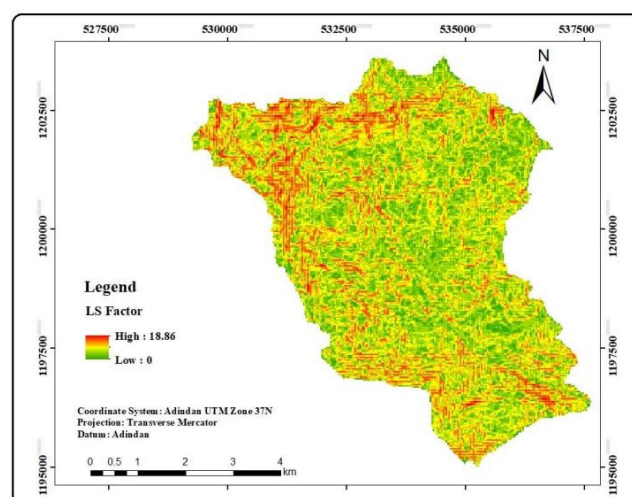 527500 530000 532500 535000 537500
N
1202500 1202500
1200000 1200000
1197500 1197500
1195000 1195000
Legend
LS Factor
High : 18.86
Low : 0
Coordinate System: Adindan UTM Zone 37N
Projection: Transverse Mercator
Datum : Adindan
0 0.5 1 2 3 4
km